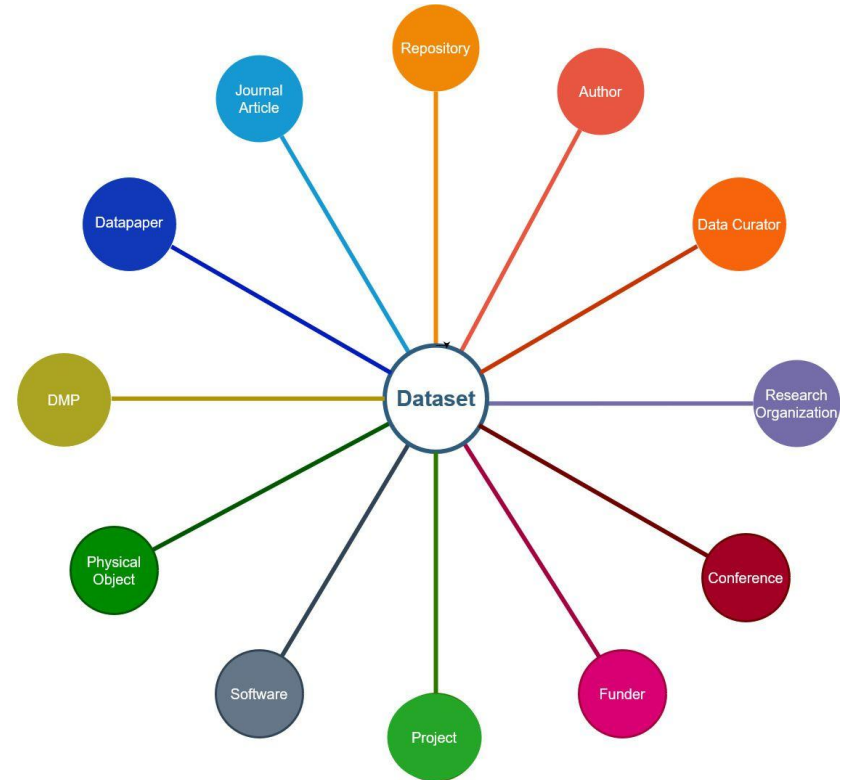 Repository
Author
Journal
Article
Datapaper
Data Curator
DMP
Dataset
Research
Organization
Physical
Object
Conference
Software
Funder
Project